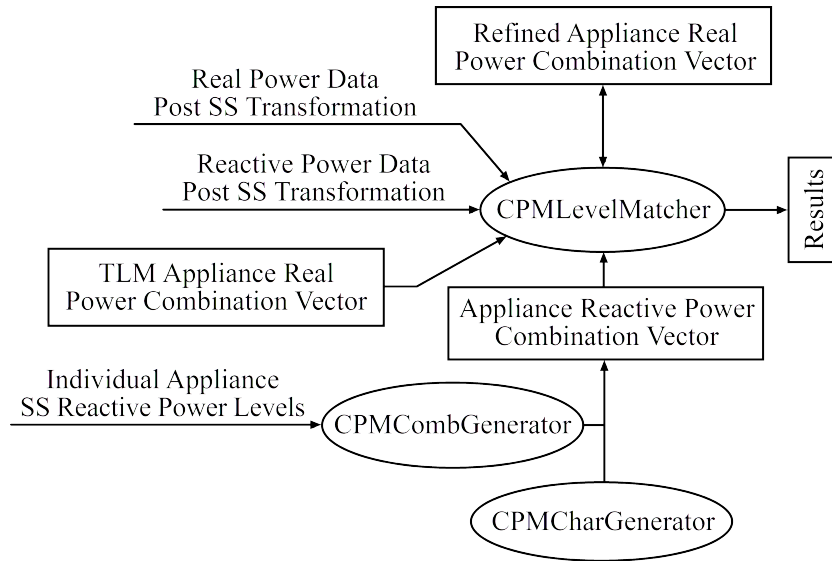 Refined Appliance Real
Power Combination Vector
Real Power Data
Post SS Transformation
Reactive Power Data
Post SS Transformation
CPMLevelMatcher
Results
TLM Appliance Real
Power Combination Vector
Appliance Reactive Power
Combination Vector
Individual Appliance
SS Reactive Power Levels
CPMCombGenerator
CPMCharGenerator